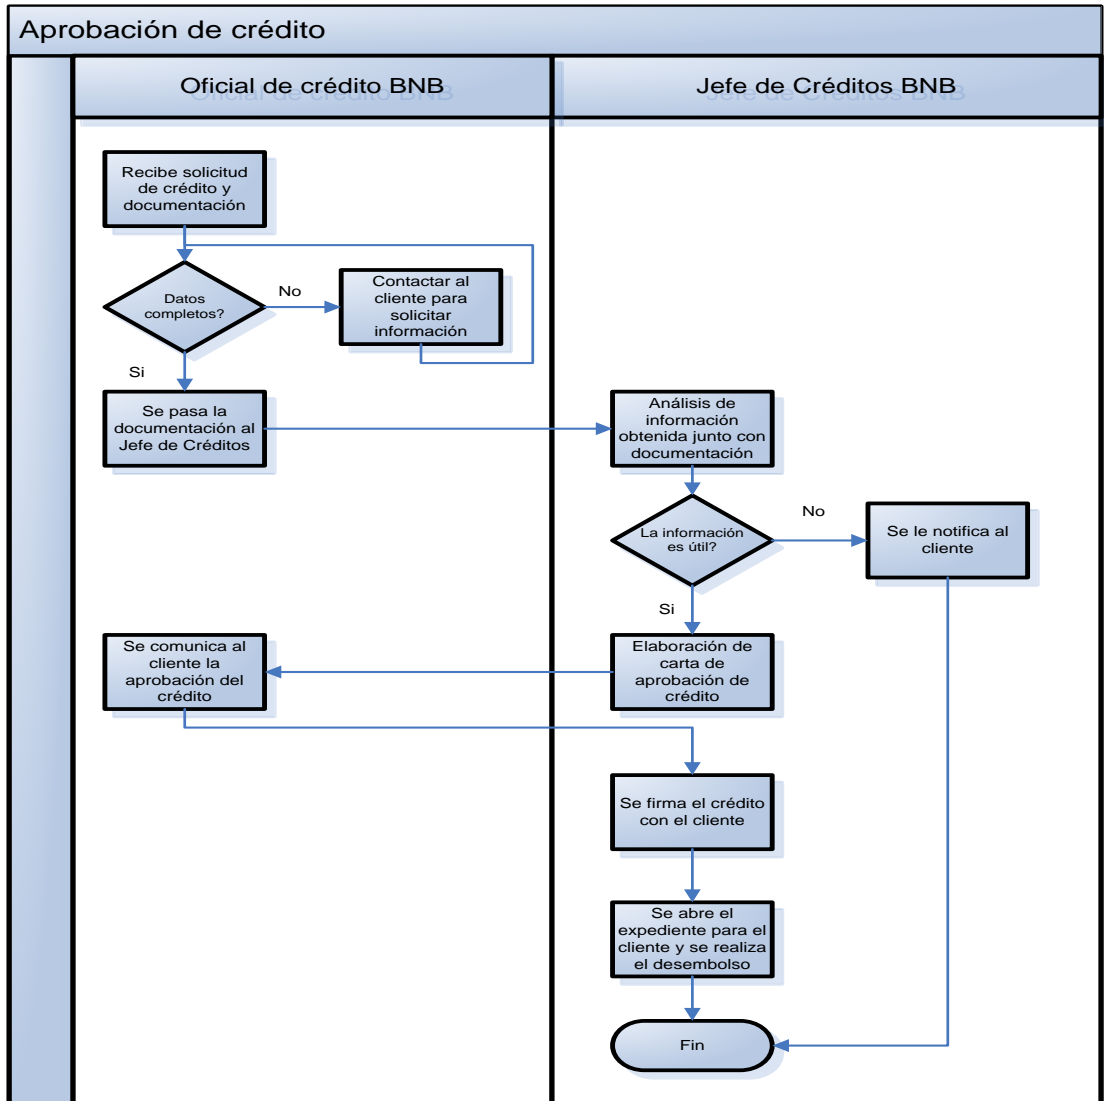 Aprobación de crédito
Oficial de crédito BNB
Jefe de Créditos BNB
Recibe solicitud
de crédito y
documentación
Datos
completos?
No
Contactar al
cliente para
solicitar
información
Si
Se pasa la
documentación al
Jefe de Créditos
Análisis de
información
obtenida junto con
documentación
La información
es útil?
No
Se le notifica al
cliente
Si
Elaboración de
carta de
aprobación de
crédito
Se comunica al
cliente la
aprobación del
crédito
Se firma el crédito
con el cliente
Se abre el
expediente para el
cliente y se realiza
el desembolso
Fin